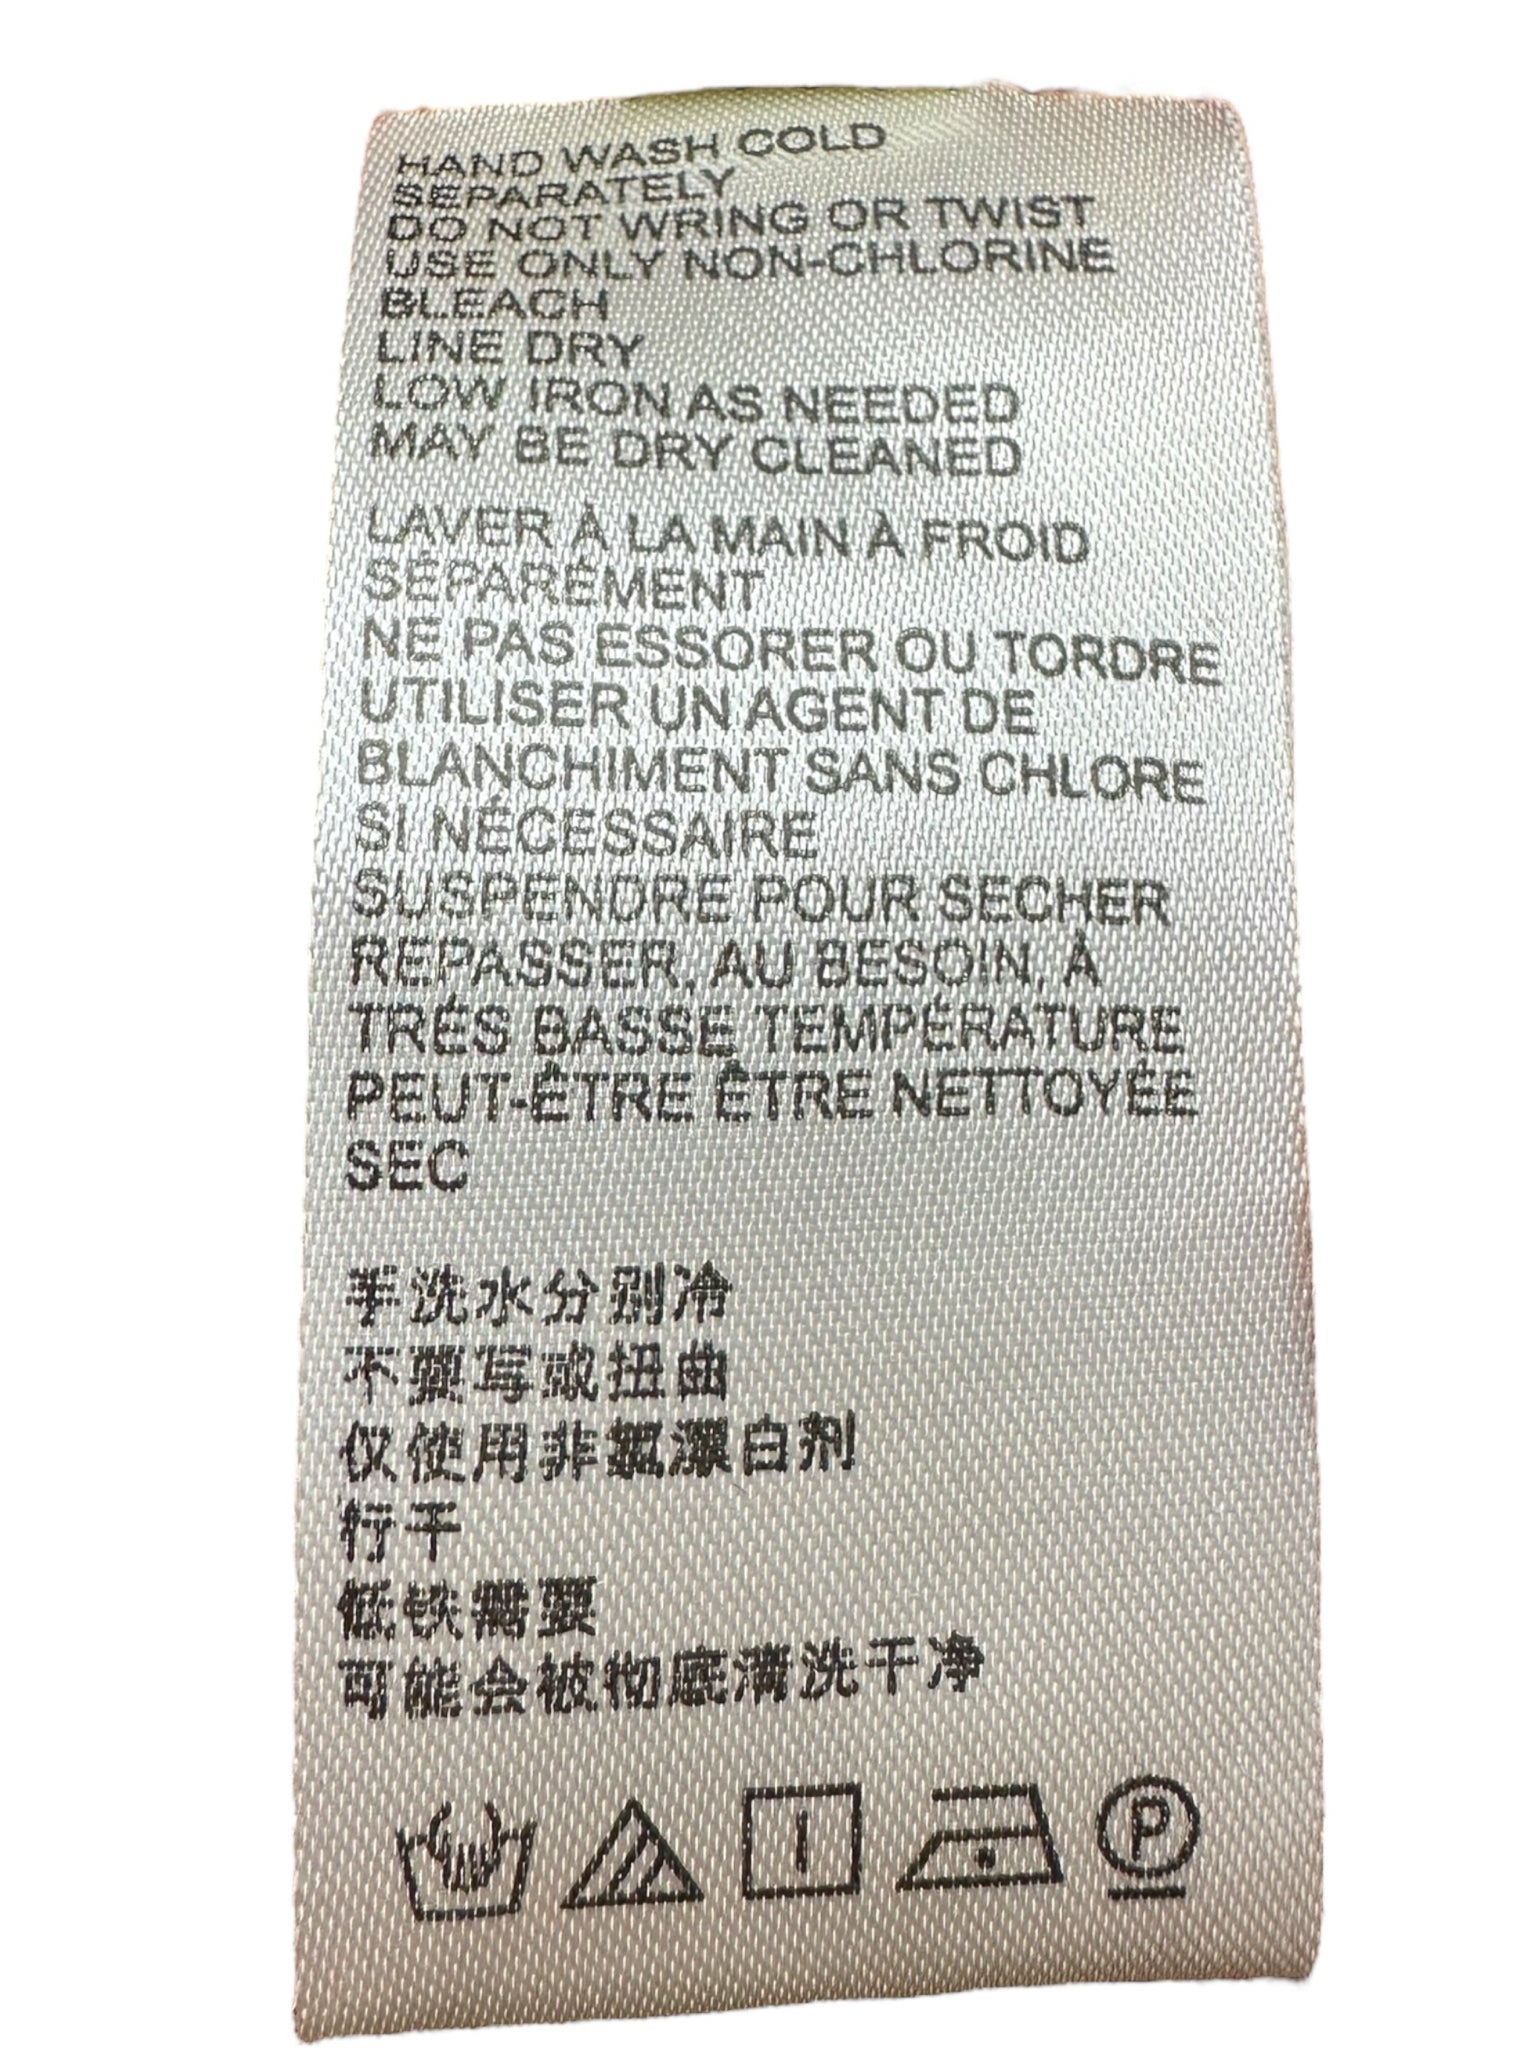 HAND WASH COLD
SEPARATELY
DO NOT WRING OR TWIST
USE ONLY NON-CHLORINE
BLEACH
LINE DRY
LOW IRON AS NEEDED
MAY BE DRY CLEANED
LAVER À LA MAIN À FROID
SÉPARÉMENT
NE PAS ESSORER OU TORDRE
UTILISER UN AGENT DE
BLANCHIMENT SANS CHLORE
SI NÉCESSAIRE
SUSPENDRE POUR SECHER
REPASSER, AU BESOIN, À
TRÉS BASSE TEMPÉRATURE
PEUT-ÊTRE ÊTRE NETTOYÉE
SEC
手洗水分别冷
不要写或扭曲
仅使用非氯漂白剂
行干
低铁需要
可能会被彻底清洗干净
P